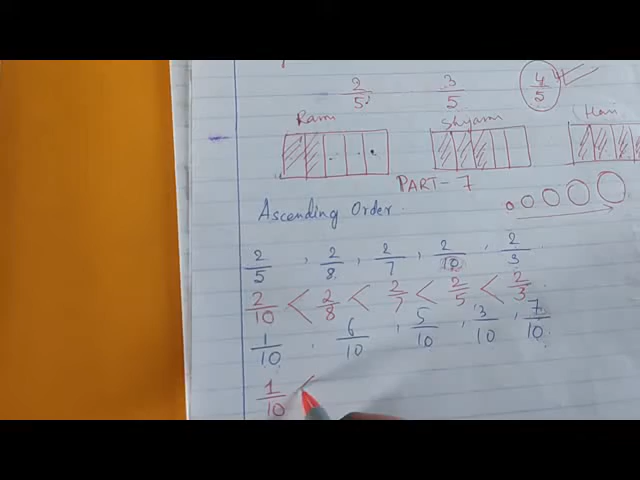 2/5 3/5 4/5
Ram Shyam Hari
PART-7
Ascending Order
2/5 , 2/8 , 2/7 , 2/10 , 2/3
2/10 < 2/8 < 2/7 < 2/5 < 2/3
1/10 , 6/10 , 5/10 , 3/10 , 7/10
1/10 <